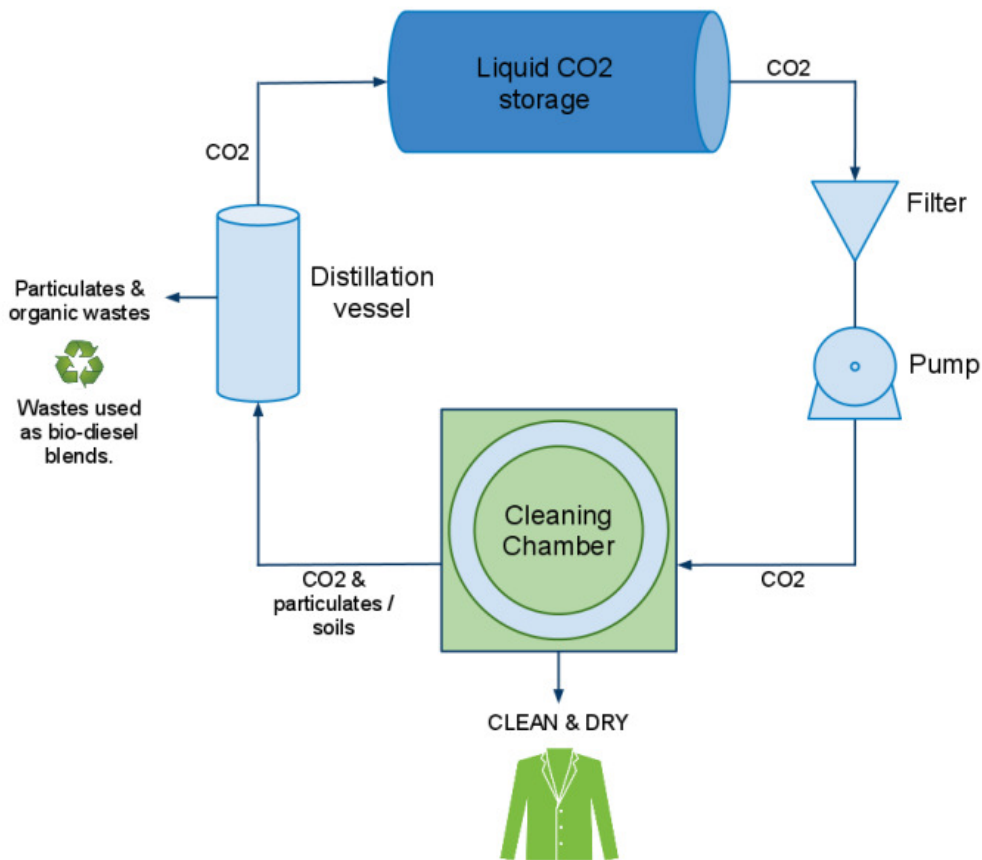 Liquid CO2
storage
CO2
CO2
Filter
Distillation
vessel
Particulates &
organic wastes
Wastes used
as bio-diesel
blends.
Pump
Cleaning
Chamber
CO2
CO2 &
particulates /
soils
CLEAN & DRY